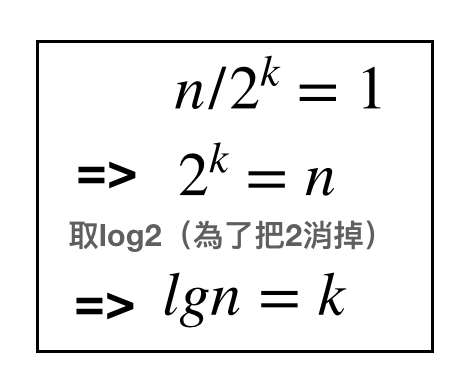 n/2^k = 1
=> 2^k = n
取log2（為了把2消掉）
=> lgn = k